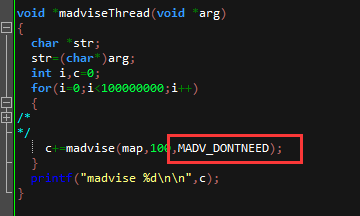 void *madviseThread(void *arg)
{
char *str;
str=(char*)arg;
int i,c=0;
for(i=0;i<100000000;i++)
{
/*
*/
c+=madvise(map,100,MADV_DONTNEED);
}
printf("madvise %d\n\n",c);
}